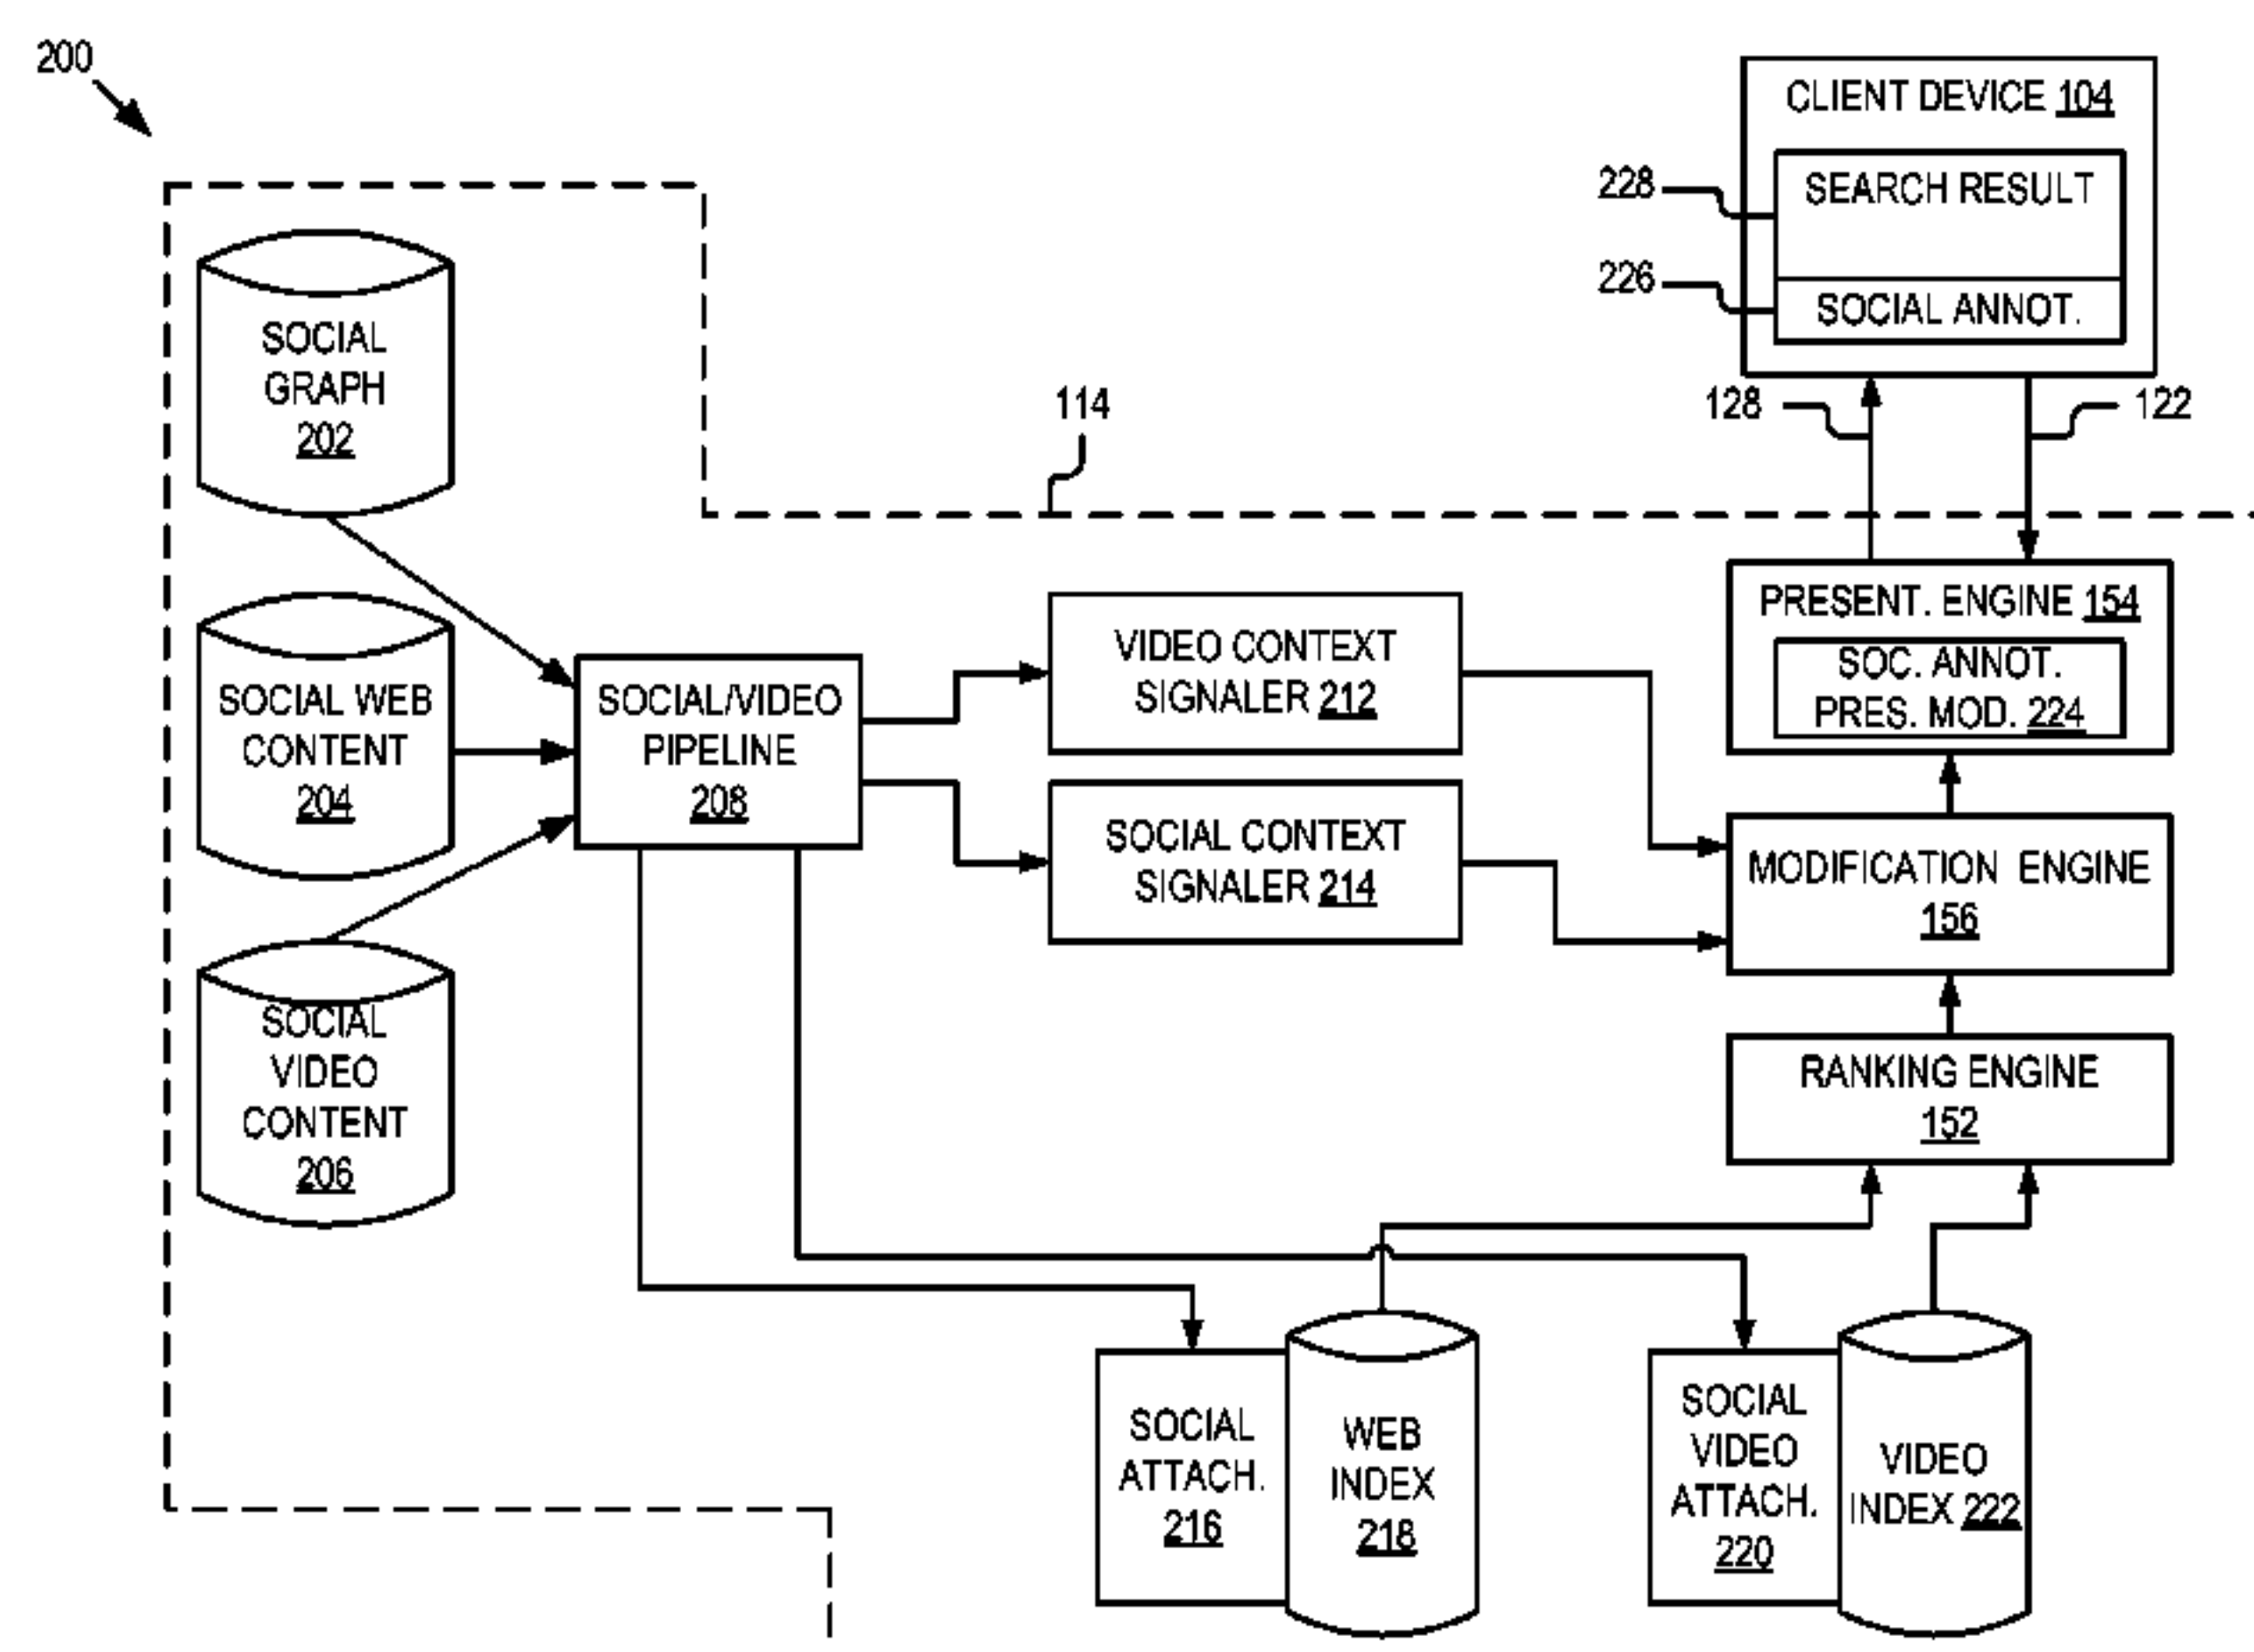 200
CLIENT DEVICE 104
228
SEARCH RESULT
226
SOCIAL ANNOT.
128
122
114
SOCIAL
GRAPH
202
SOCIAL WEB
CONTENT
204
SOCIAL
VIDEO
CONTENT
206
SOCIAL/VIDEO
PIPELINE
208
VIDEO CONTEXT
SIGNALER 212
SOCIAL CONTEXT
SIGNALER 214
PRESENT. ENGINE 154
SOC. ANNOT.
PRES. MOD. 224
MODIFICATION ENGINE
156
RANKING ENGINE
152
SOCIAL
ATTACH.
216
WEB
INDEX
218
SOCIAL
VIDEO
ATTACH.
220
VIDEO
INDEX 222